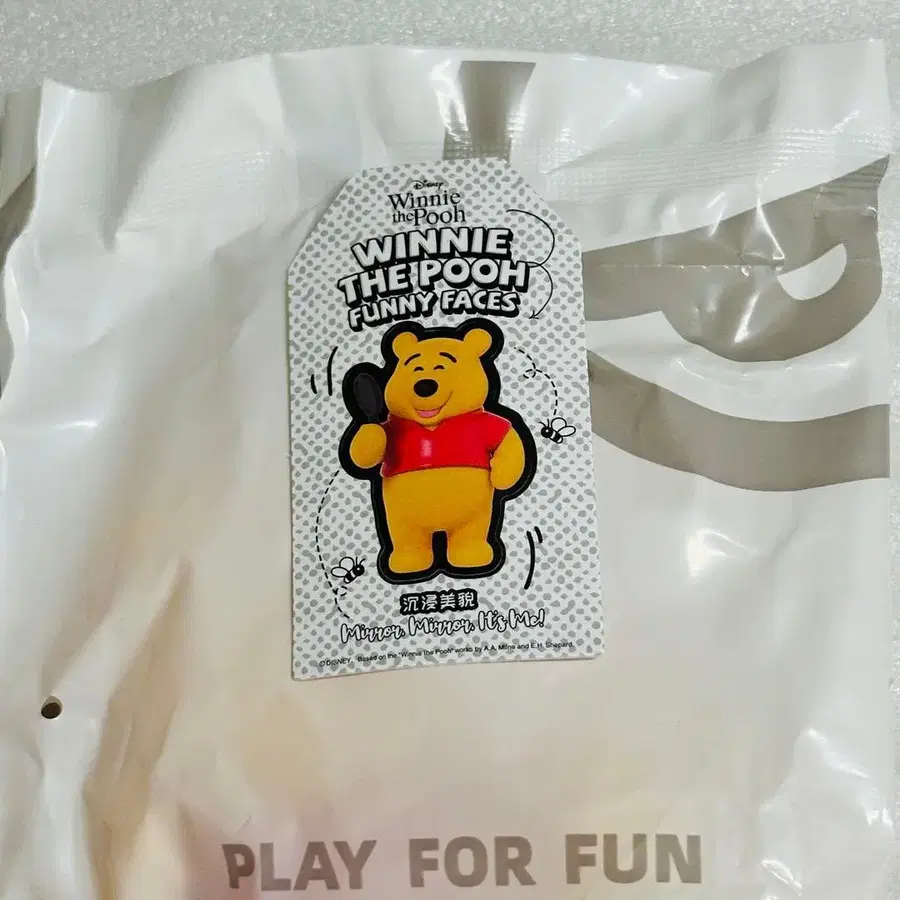 Disney
Winnie
the Pooh
WINNIE
THE POOH
FUNNY FACES
沉浸美貌
Mirror, Mirror, It's Me!
© DISNEY. Based on the "Winnie the Pooh" works by A.A. Milne and E.H. Shepard.
PLAY FOR FUN